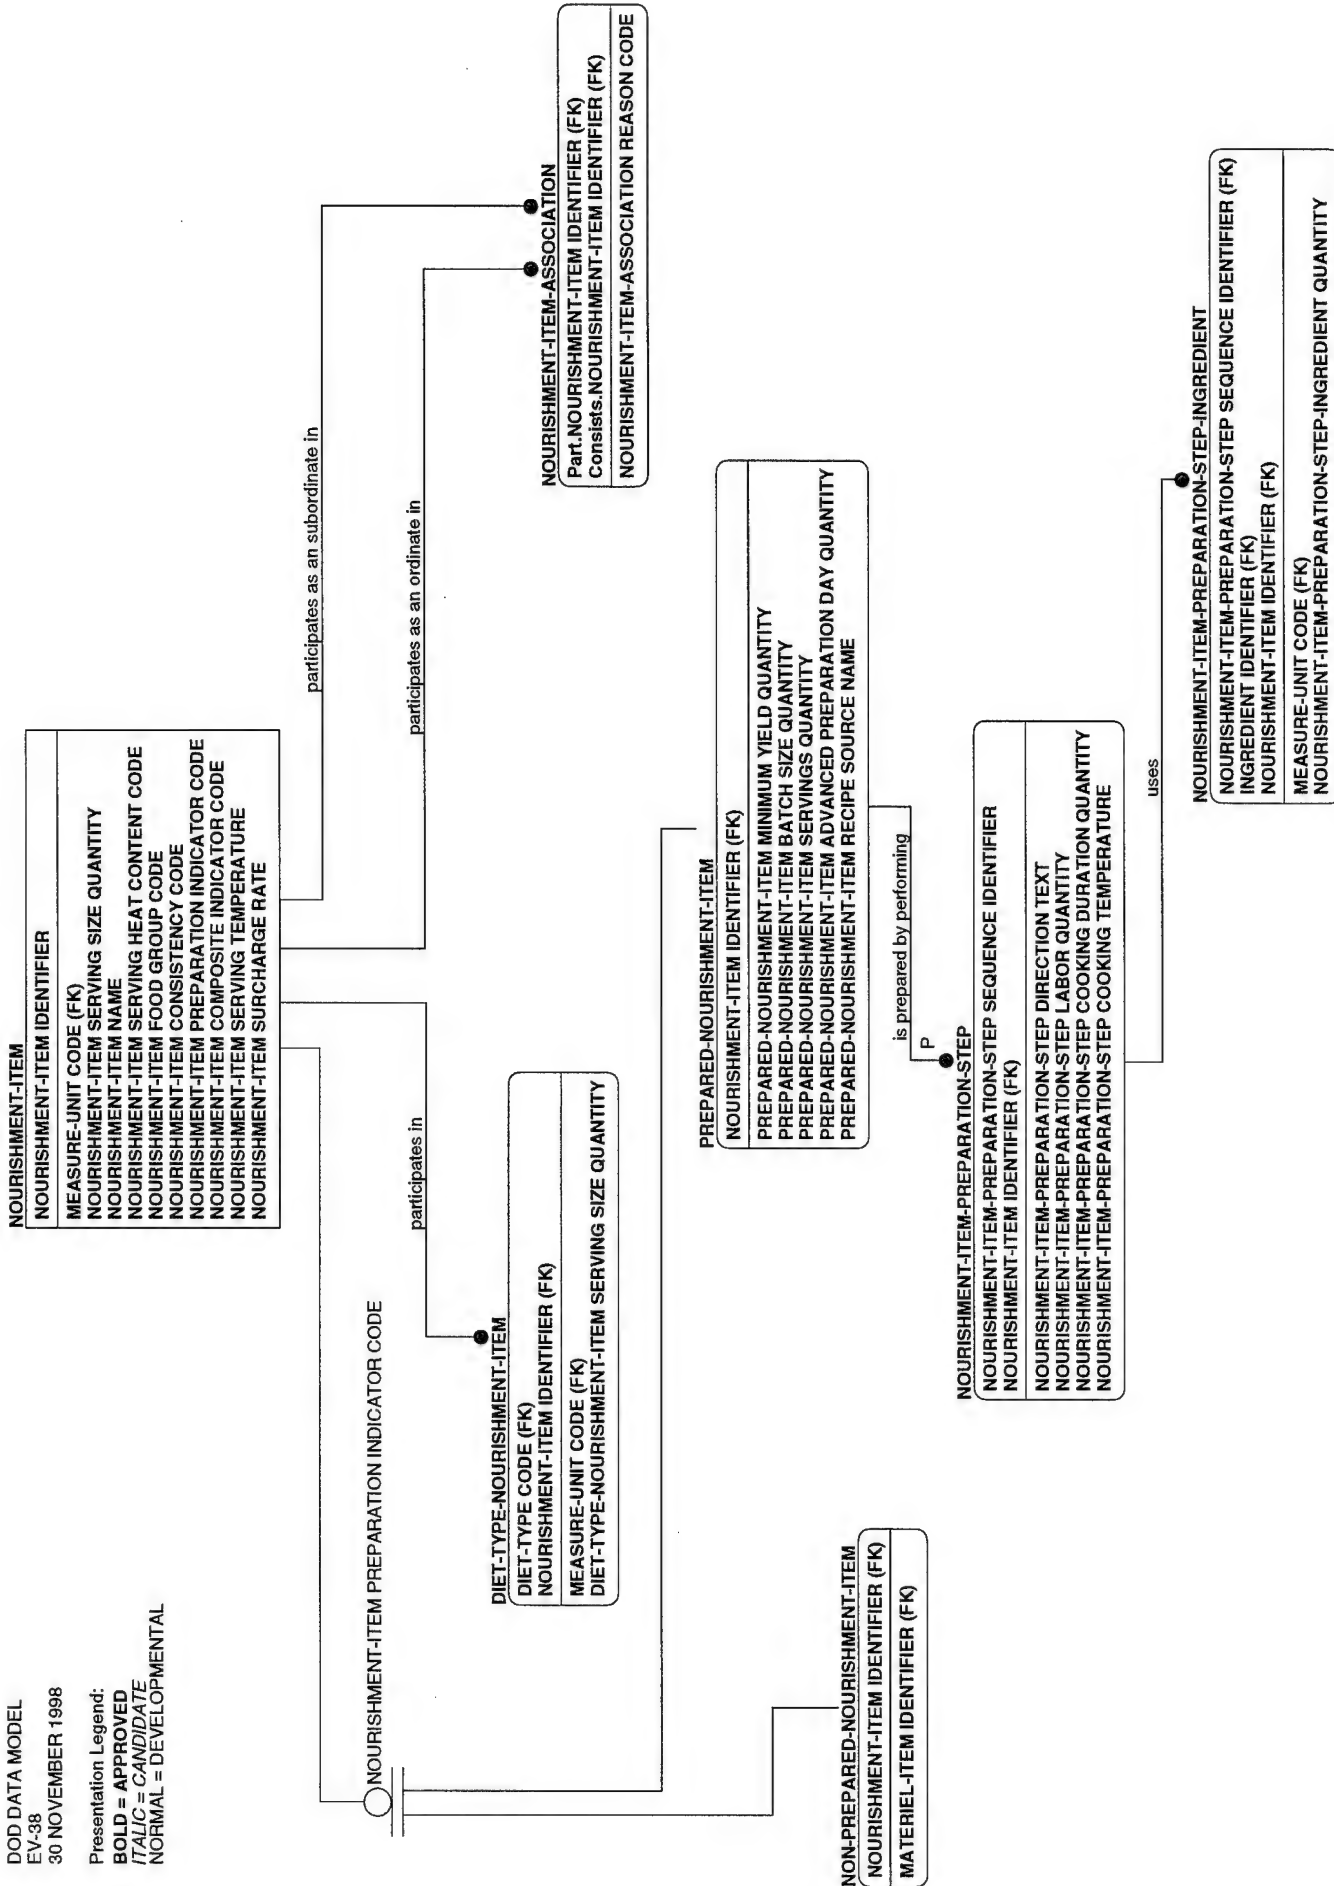 DOD DATA MODEL
EV-38
30 NOVEMBER 1998
Presentation Legend:
BOLD = APPROVED
ITALIC = CANDIDATE
NORMAL = DEVELOPMENTAL
NOURISHMENT-ITEM
NOURISHMENT-ITEM IDENTIFIER
MEASURE-UNIT CODE (FK)
NOURISHMENT-ITEM SERVING SIZE QUANTITY
NOURISHMENT-ITEM NAME
NOURISHMENT-ITEM SERVING HEAT CONTENT CODE
NOURISHMENT-ITEM FOOD GROUP CODE
NOURISHMENT-ITEM CONSISTENCY CODE
NOURISHMENT-ITEM PREPARATION INDICATOR CODE
NOURISHMENT-ITEM COMPOSITE INDICATOR CODE
NOURISHMENT-ITEM SERVING TEMPERATURE
NOURISHMENT-ITEM SURCHARGE RATE
participates as an subordinate in
participates as an ordinate in
participates in
NOURISHMENT-ITEM PREPARATION INDICATOR CODE
NOURISHMENT-ITEM-ASSOCIATION
Part.NOURISHMENT-ITEM IDENTIFIER (FK)
Consists.NOURISHMENT-ITEM IDENTIFIER (FK)
NOURISHMENT-ITEM-ASSOCIATION REASON CODE
DIET-TYPE-NOURISHMENT-ITEM
DIET-TYPE CODE (FK)
NOURISHMENT-ITEM IDENTIFIER (FK)
MEASURE-UNIT CODE (FK)
DIET-TYPE-NOURISHMENT-ITEM SERVING SIZE QUANTITY
PREPARED-NOURISHMENT-ITEM
NOURISHMENT-ITEM IDENTIFIER (FK)
PREPARED-NOURISHMENT-ITEM MINIMUM YIELD QUANTITY
PREPARED-NOURISHMENT-ITEM BATCH SIZE QUANTITY
PREPARED-NOURISHMENT-ITEM SERVINGS QUANTITY
PREPARED-NOURISHMENT-ITEM ADVANCED PREPARATION DAY QUANTITY
PREPARED-NOURISHMENT-ITEM RECIPE SOURCE NAME
NON-PREPARED-NOURISHMENT-ITEM
NOURISHMENT-ITEM IDENTIFIER (FK)
MATERIEL-ITEM IDENTIFIER (FK)
is prepared by performing
P
NOURISHMENT-ITEM-PREPARATION-STEP
NOURISHMENT-ITEM-PREPARATION-STEP SEQUENCE IDENTIFIER
NOURISHMENT-ITEM IDENTIFIER (FK)
NOURISHMENT-ITEM-PREPARATION-STEP DIRECTION TEXT
NOURISHMENT-ITEM-PREPARATION-STEP LABOR QUANTITY
NOURISHMENT-ITEM-PREPARATION-STEP COOKING DURATION QUANTITY
NOURISHMENT-ITEM-PREPARATION-STEP COOKING TEMPERATURE
uses
NOURISHMENT-ITEM-PREPARATION-STEP-INGREDIENT
NOURISHMENT-ITEM-PREPARATION-STEP SEQUENCE IDENTIFIER (FK)
INGREDIENT IDENTIFIER (FK)
NOURISHMENT-ITEM IDENTIFIER (FK)
MEASURE-UNIT CODE (FK)
NOURISHMENT-ITEM-PREPARATION-STEP-INGREDIENT QUANTITY